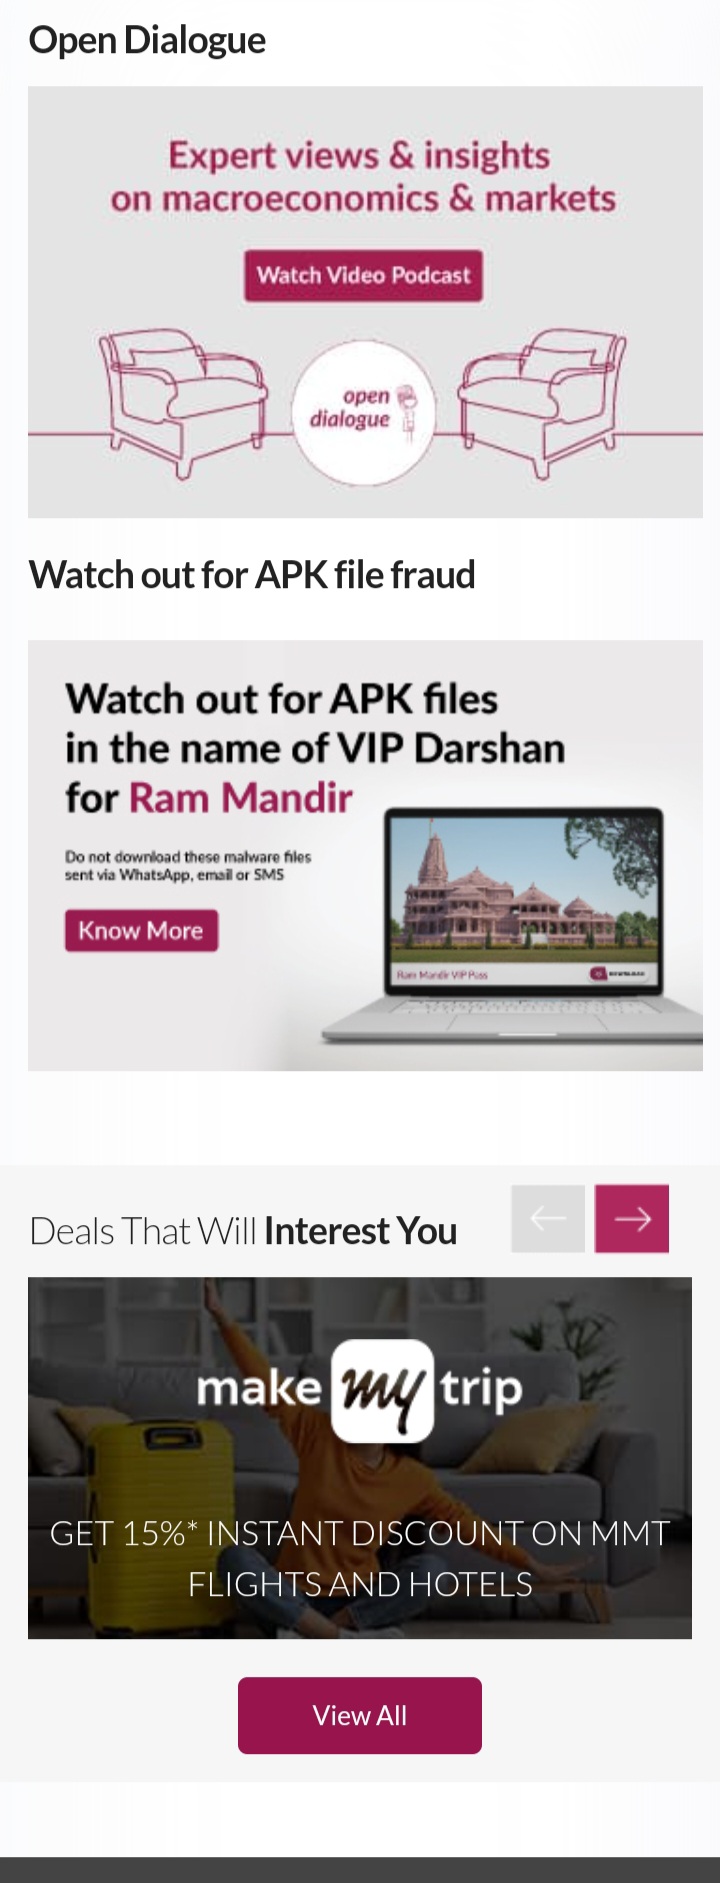 Open Dialogue
Expert views & insights
on macroeconomics & markets
Watch Video Podcast
open
dialogue
Watch out for APK file fraud
Watch out for APK files
in the name of VIP Darshan
for Ram Mandir
Do not download these malware files
sent via WhatsApp, email or SMS
Know More
Ram Mandir VIP Pass
DOWNLOAD
Deals That Will Interest You
make my trip
GET 15%* INSTANT DISCOUNT ON MMT
FLIGHTS AND HOTELS
View All